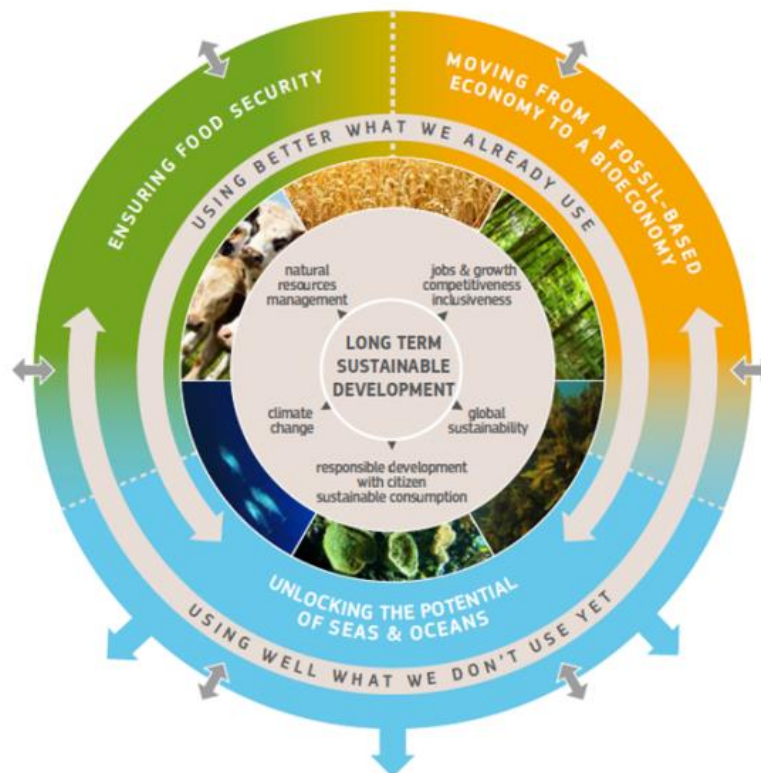 ENSURING FOOD SECURITY
MOVING FROM A FOSSIL-BASED
ECONOMY TO A BIOECONOMY
USING BETTER WHAT WE ALREADY USE
natural
resources
management
jobs & growth
competitiveness
inclusiveness
LONG TERM
SUSTAINABLE
DEVELOPMENT
climate
change
global
sustainability
responsible development
with citizen
sustainable consumption
UNLOCKING THE POTENTIAL
OF SEAS & OCEANS
USING WELL WHAT WE DON'T USE YET